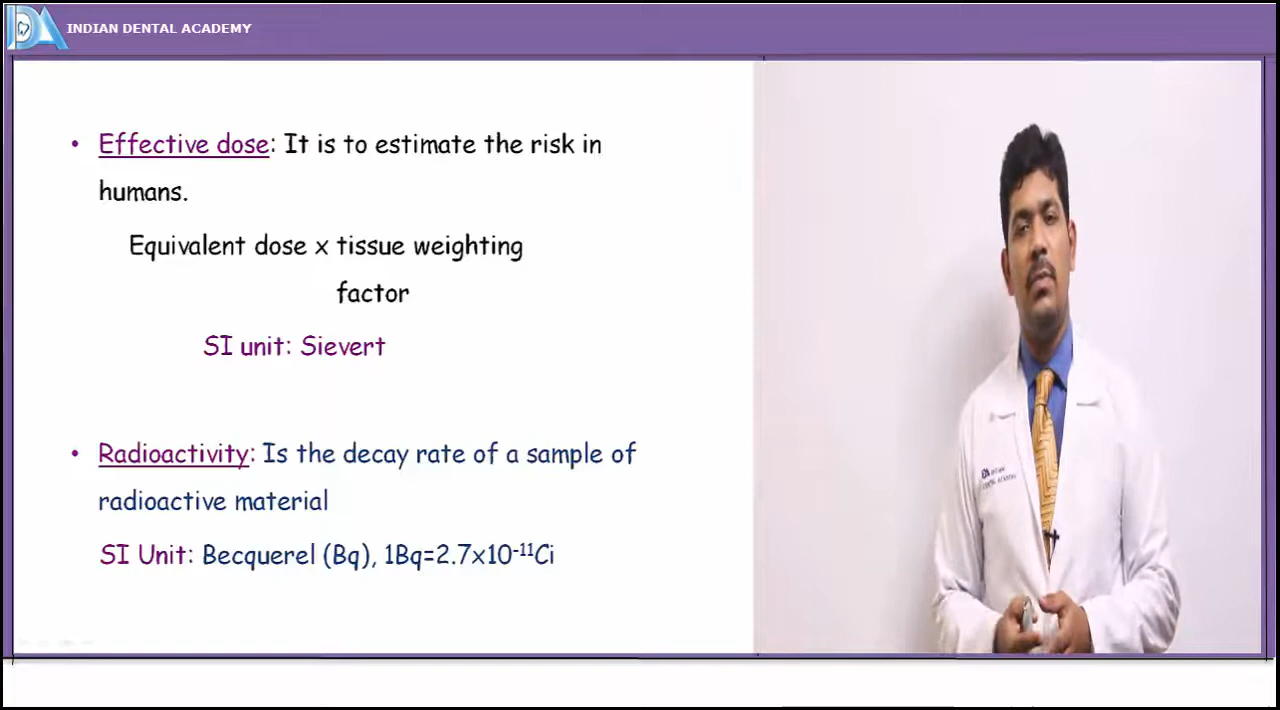 INDIAN DENTAL ACADEMY
• Effective dose: It is to estimate the risk in
humans.
Equivalent dose x tissue weighting
factor
SI unit: Sievert
• Radioactivity: Is the decay rate of a sample of
radioactive material
SI Unit: Becquerel (Bq), 1Bq=2.7x10⁻¹¹Ci
DENTAL ACADEMY